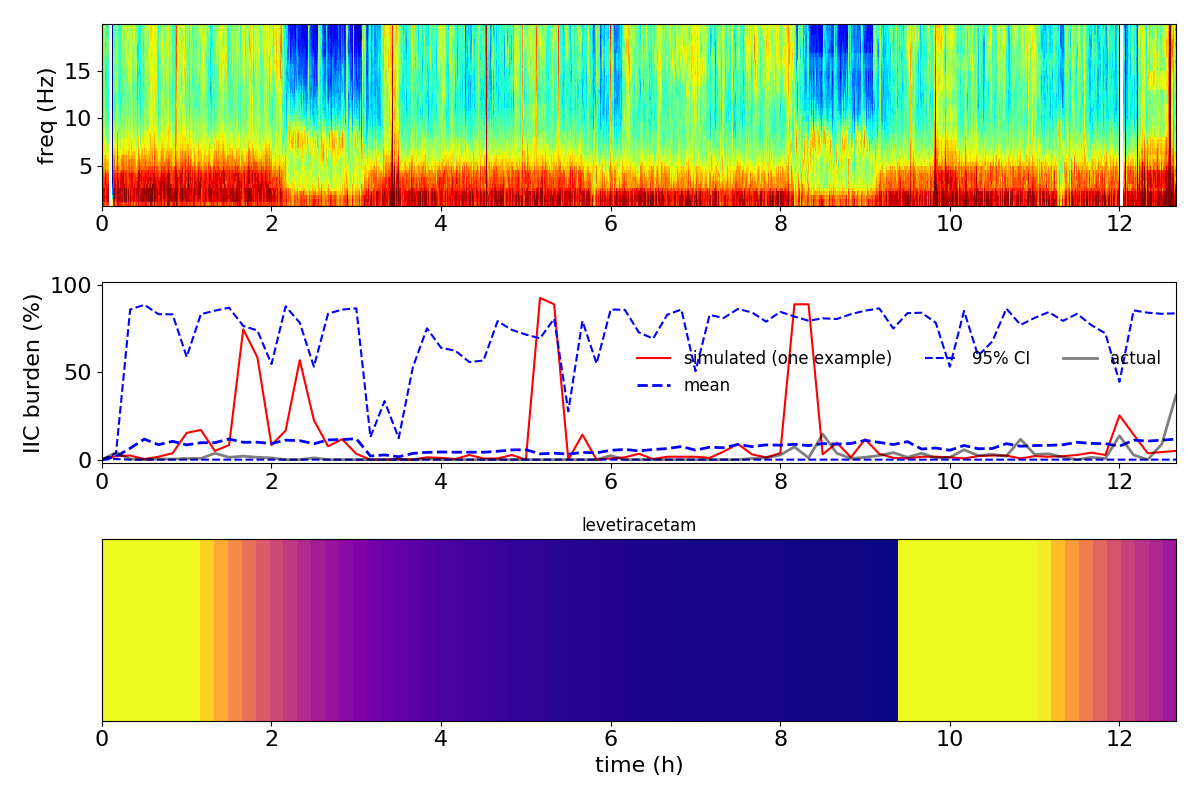 freq (Hz)
15
10
5
0 2 4 6 8 10 12
IIC burden (%)
100
50
0
simulated (one example) 95% CI actual
mean
0 2 4 6 8 10 12
levetiracetam
0 2 4 6 8 10 12
time (h)